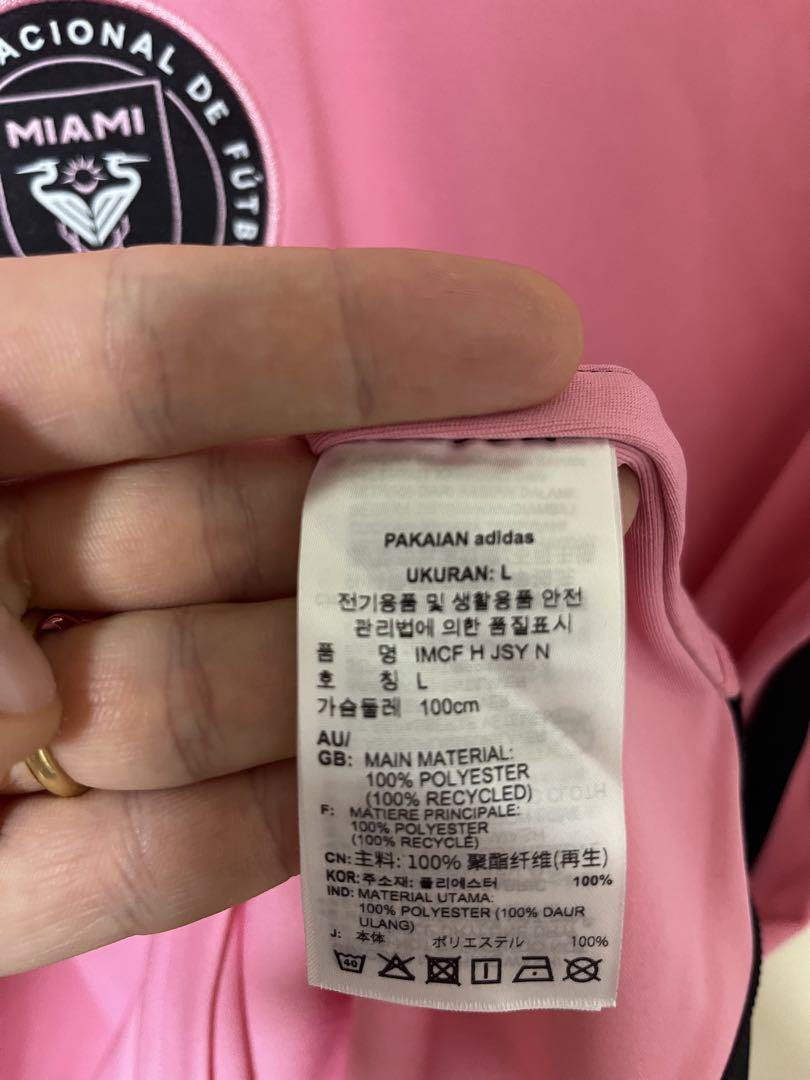 ACIONAL DE FÚTB
MIAMI
PAKAIAN adidas
UKURAN: L
전기용품 및 생활용품 안전
관리법에 의한 품질표시
품 명 IMCF H JSY N
호 칭 L
가슴둘레 100cm
AU/
GB: MAIN MATERIAL:
100% POLYESTER
(100% RECYCLED)
F: MATIERE PRINCIPALE:
100% POLYESTER
(100% RECYCLÉ)
CN: 主料: 100% 聚酯纤维(再生)
KOR: 주소재: 폴리에스터 100%
IND: MATERIAL UTAMA:
100% POLYESTER (100% DAUR
ULANG)
J: 本体 ポリエステル 100%
40